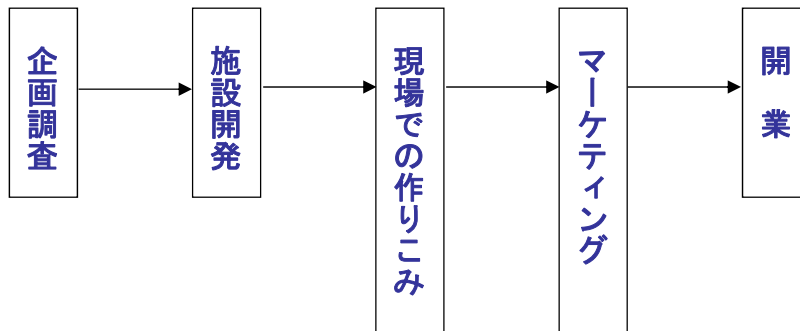 企画調査
施設開発
現場での作りこみ
マーケティング
開業